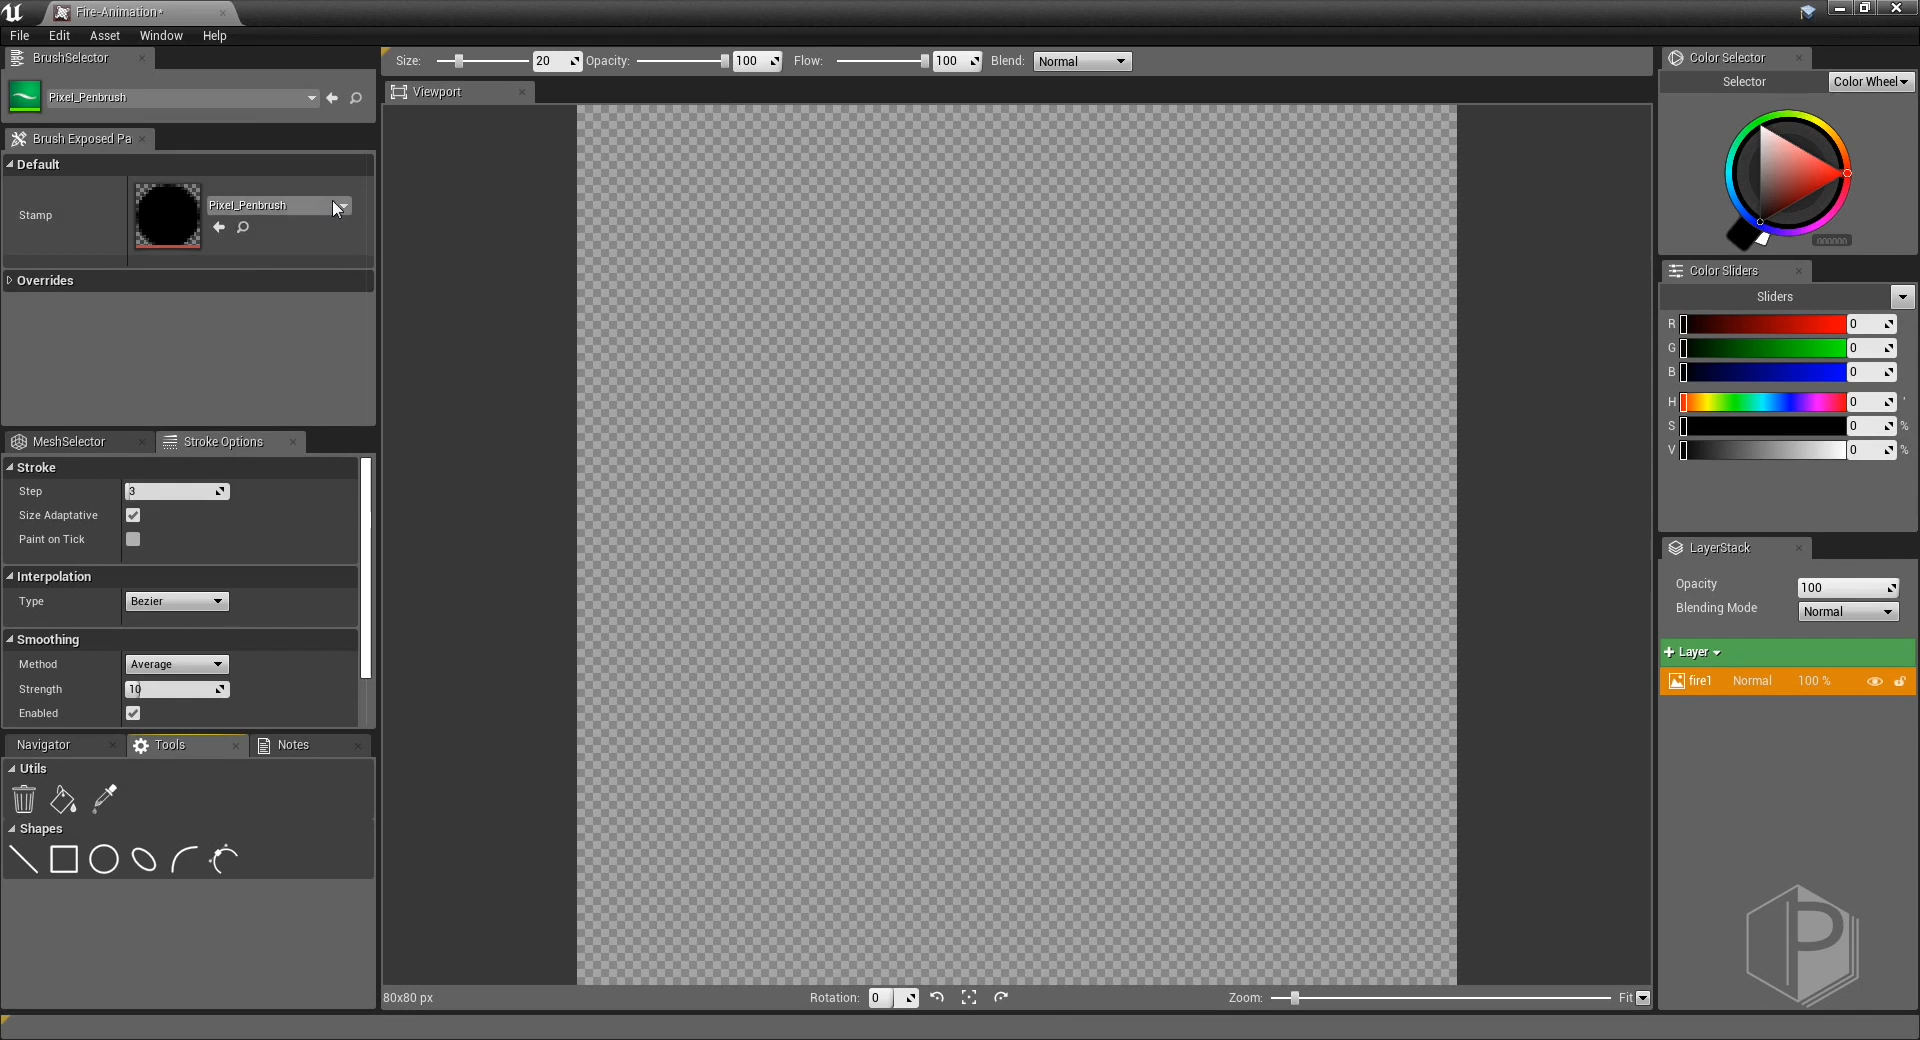 Fire-Animation*
File Edit Asset Window Help
BrushSelector
Pixel_Penbrush
Brush Exposed Pa
Default
Stamp
Pixel_Penbrush
Overrides
MeshSelector
Stroke Options
Stroke
Step 3
Size Adaptative
Paint on Tick
Interpolation
Type Bezier
Smoothing
Method Average
Strength 10
Enabled
Navigator
Tools
Notes
Utils
Shapes
Size: 20 Opacity: 100 Flow: 100 Blend: Normal
Viewport
80x80 px
Rotation: 0
Zoom: Fit
Color Selector
Selector Color Wheel
000000
Color Sliders
Sliders
R 0
G 0
B 0
H 0 °
S 0 %
V 0 %
LayerStack
Opacity 100
Blending Mode Normal
+ Layer
fire1 Normal 100 %